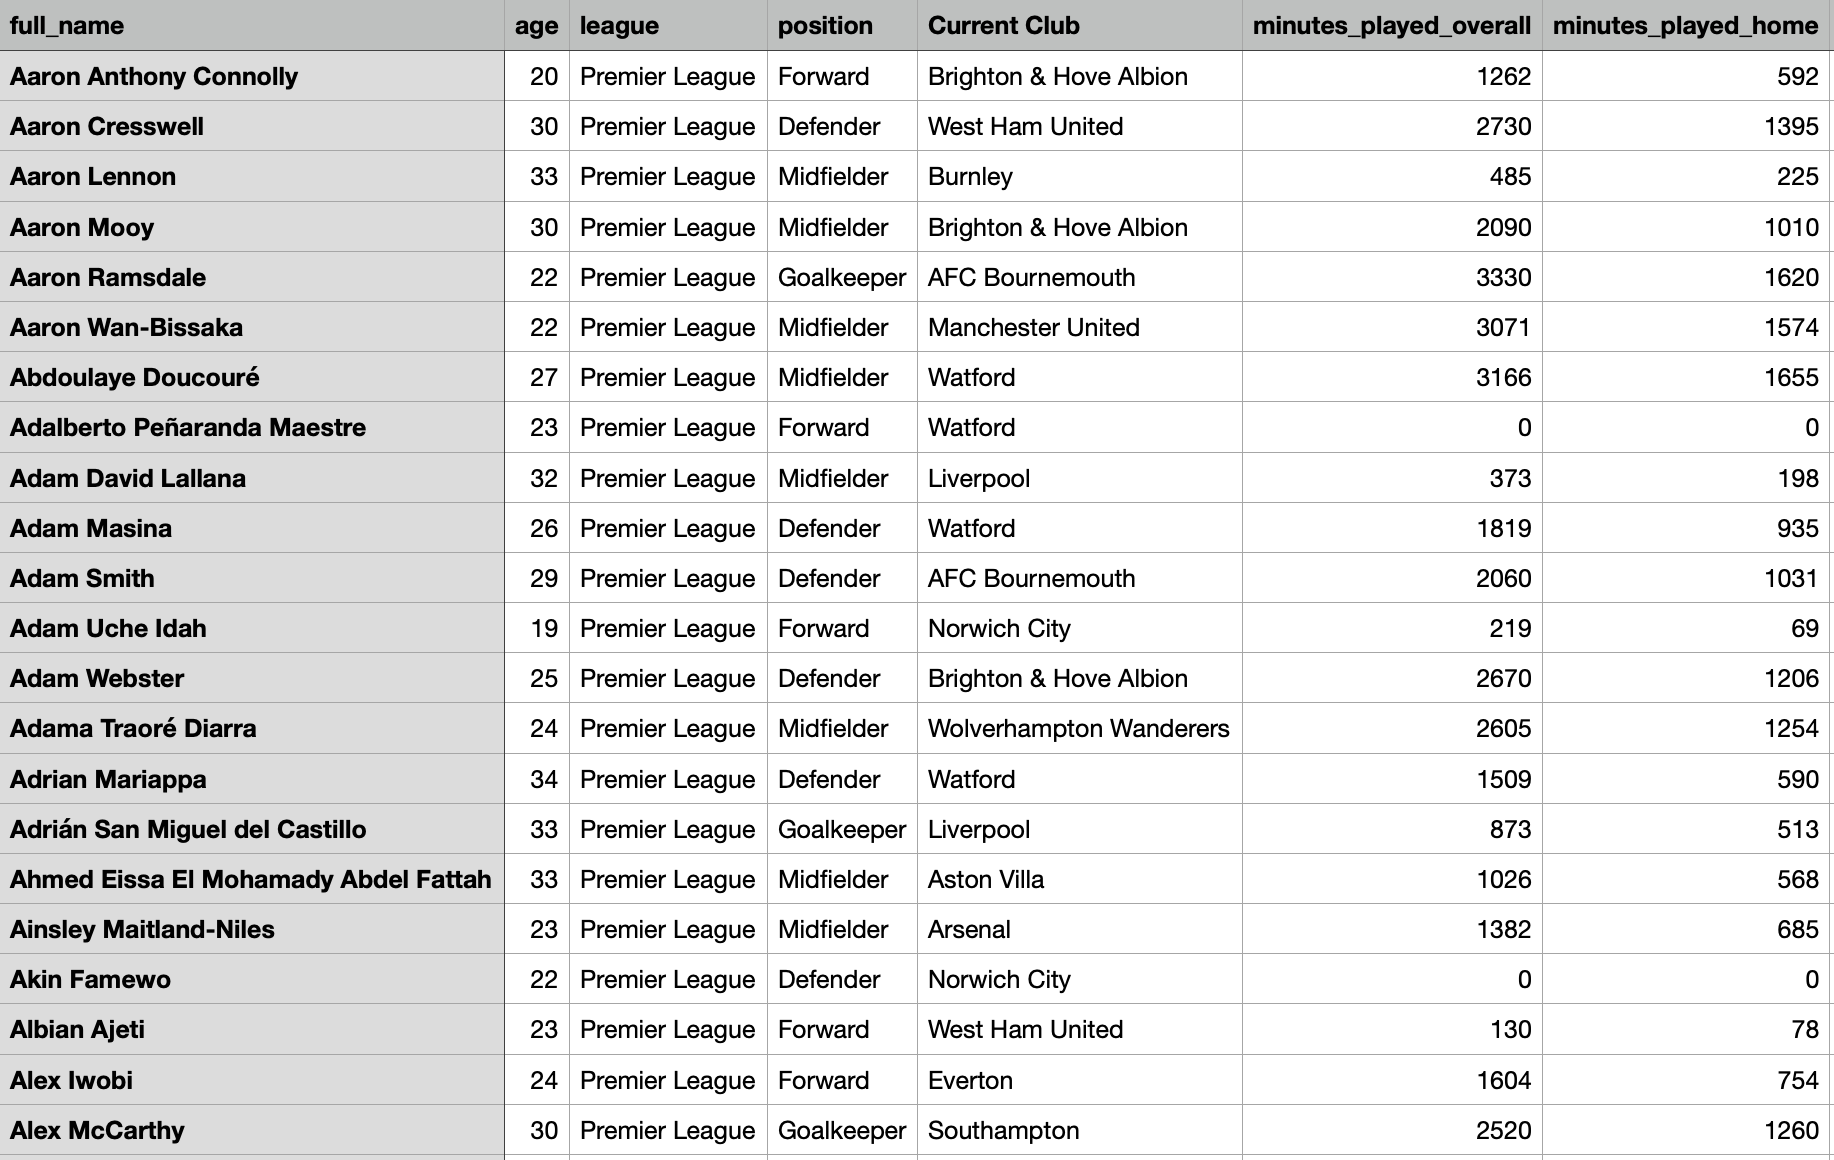 full_name age league position Current Club minutes_played_overall minutes_played_home
Aaron Anthony Connolly 20 Premier League Forward Brighton & Hove Albion 1262 592
Aaron Cresswell 30 Premier League Defender West Ham United 2730 1395
Aaron Lennon 33 Premier League Midfielder Burnley 485 225
Aaron Mooy 30 Premier League Midfielder Brighton & Hove Albion 2090 1010
Aaron Ramsdale 22 Premier League Goalkeeper AFC Bournemouth 3330 1620
Aaron Wan-Bissaka 22 Premier League Midfielder Manchester United 3071 1574
Abdoulaye Doucouré 27 Premier League Midfielder Watford 3166 1655
Adalberto Peñaranda Maestre 23 Premier League Forward Watford 0 0
Adam David Lallana 32 Premier League Midfielder Liverpool 373 198
Adam Masina 26 Premier League Defender Watford 1819 935
Adam Smith 29 Premier League Defender AFC Bournemouth 2060 1031
Adam Uche Idah 19 Premier League Forward Norwich City 219 69
Adam Webster 25 Premier League Defender Brighton & Hove Albion 2670 1206
Adama Traoré Diarra 24 Premier League Midfielder Wolverhampton Wanderers 2605 1254
Adrian Mariappa 34 Premier League Defender Watford 1509 590
Adrián San Miguel del Castillo 33 Premier League Goalkeeper Liverpool 873 513
Ahmed Eissa El Mohamady Abdel Fattah 33 Premier League Midfielder Aston Villa 1026 568
Ainsley Maitland-Niles 23 Premier League Midfielder Arsenal 1382 685
Akin Famewo 22 Premier League Defender Norwich City 0 0
Albian Ajeti 23 Premier League Forward West Ham United 130 78
Alex Iwobi 24 Premier League Forward Everton 1604 754
Alex McCarthy 30 Premier League Goalkeeper Southampton 2520 1260